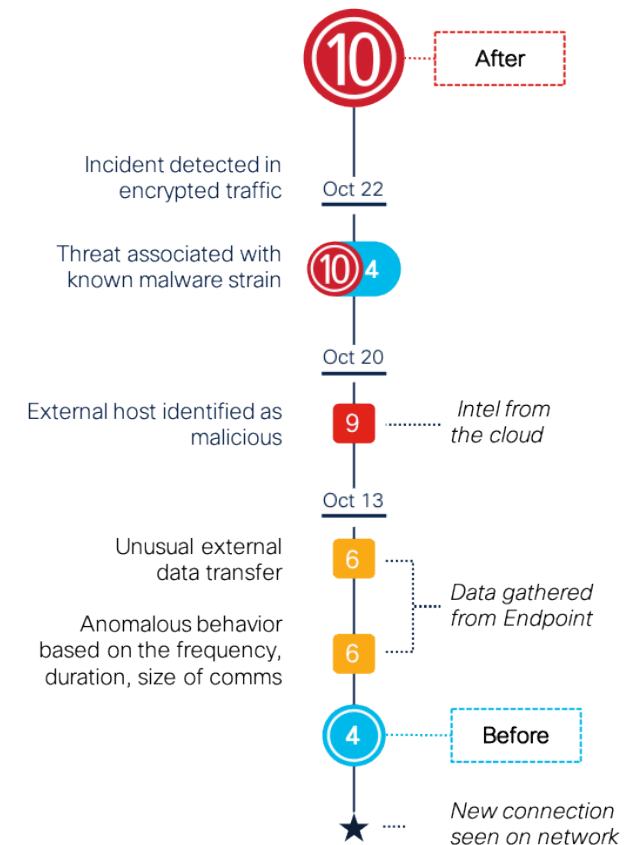 10
After
Incident detected in
encrypted traffic
Oct 22
Threat associated with
known malware strain
10 4
Oct 20
External host identified as
malicious
9
Intel from
the cloud
Oct 13
Unusual external
data transfer
6
Data gathered
from Endpoint
Anomalous behavior
based on the frequency,
duration, size of comms
6
4
Before
New connection
seen on network